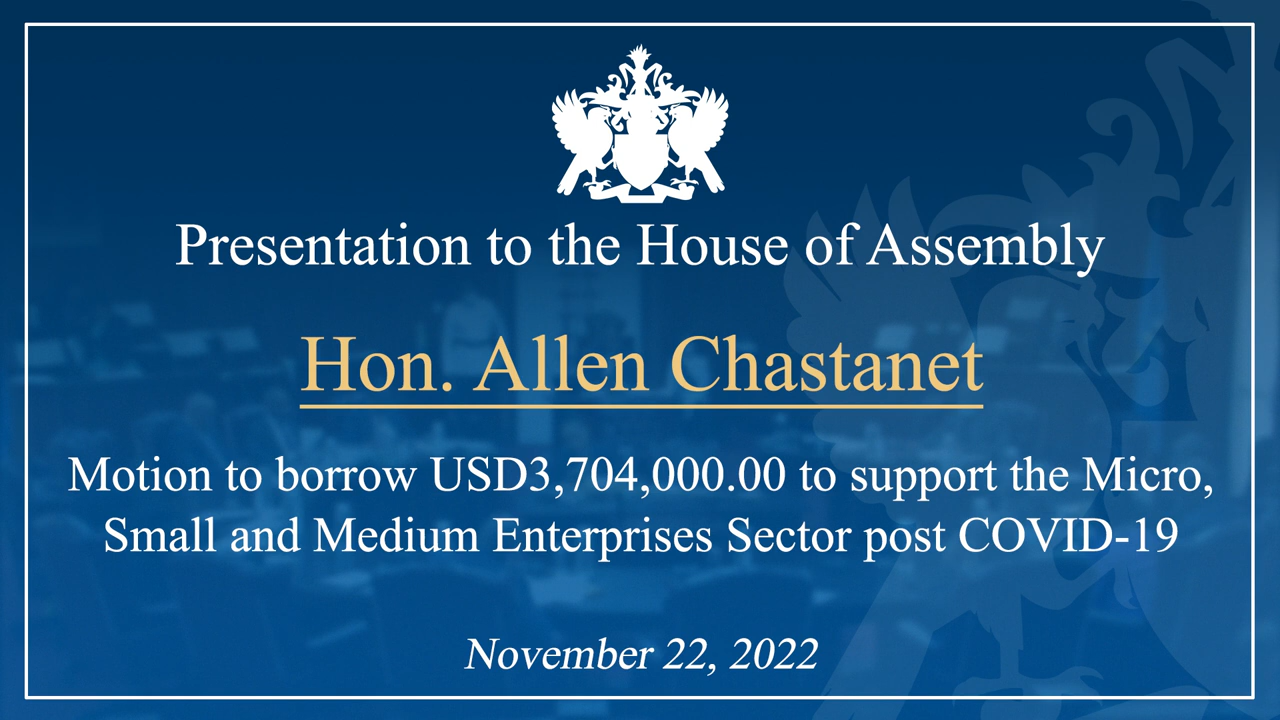 Presentation to the House of Assembly
Hon. Allen Chastanet
Motion to borrow USD3,704,000.00 to support the Micro,
Small and Medium Enterprises Sector post COVID-19
November 22, 2022